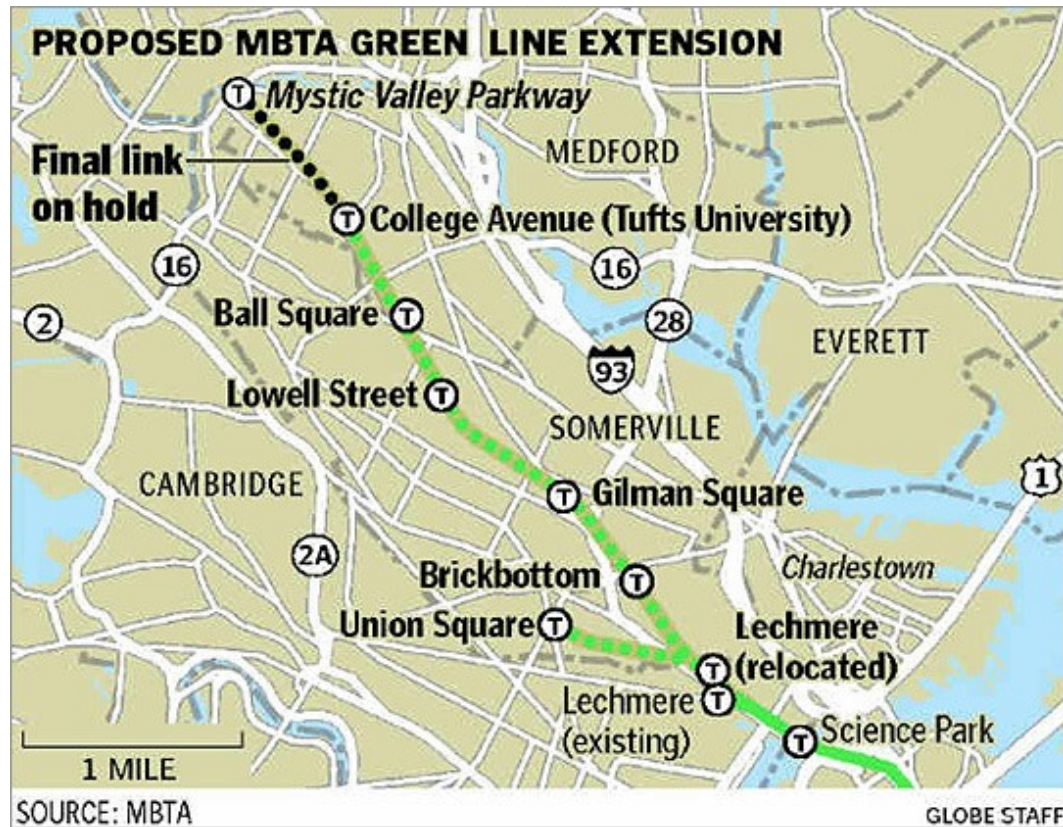 PROPOSED MBTA GREEN LINE EXTENSION
T
Mystic Valley Parkway
Final link
on hold
MEDFORD
T
College Avenue (Tufts University)
16
16
2
Ball Square
T
28
EVERETT
93
Lowell Street
T
SOMERVILLE
CAMBRIDGE
T
Gilman Square
1
2A
Brickbottom
T
Charlestown
Union Square
T
Lechmere
(relocated)
T
Lechmere
(existing)
T
T
Science Park
1 MILE
SOURCE: MBTA
GLOBE STAFF